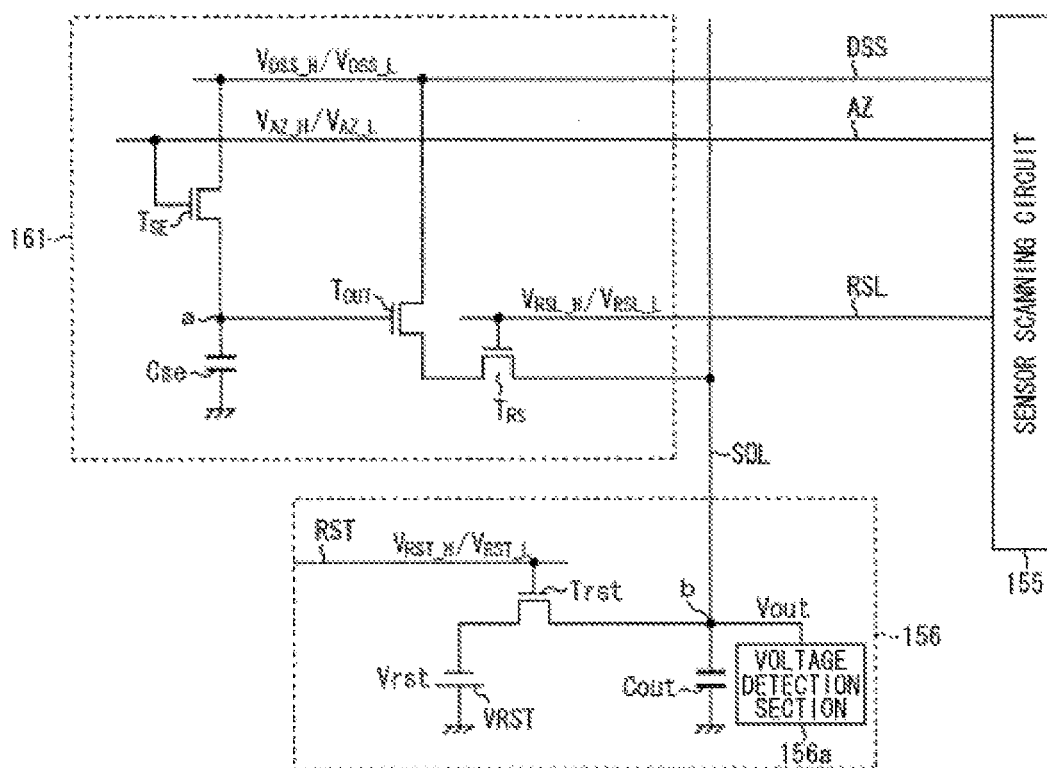 V_DSS_H/V_DSS_L
DSS
V_AZ_H/V_AZ_L
AZ
T_SE
161
T_OUT
V_RSL_H/V_RSL_L
RSL
a
Cse
T_RS
SENSOR SCANNING CIRCUIT
SOL
155
RST
V_RST_H/V_RST_L
Trst
b
Vout
156
Vrst
VRST
Cout
VOLTAGE
DETECTION
SECTION
156a